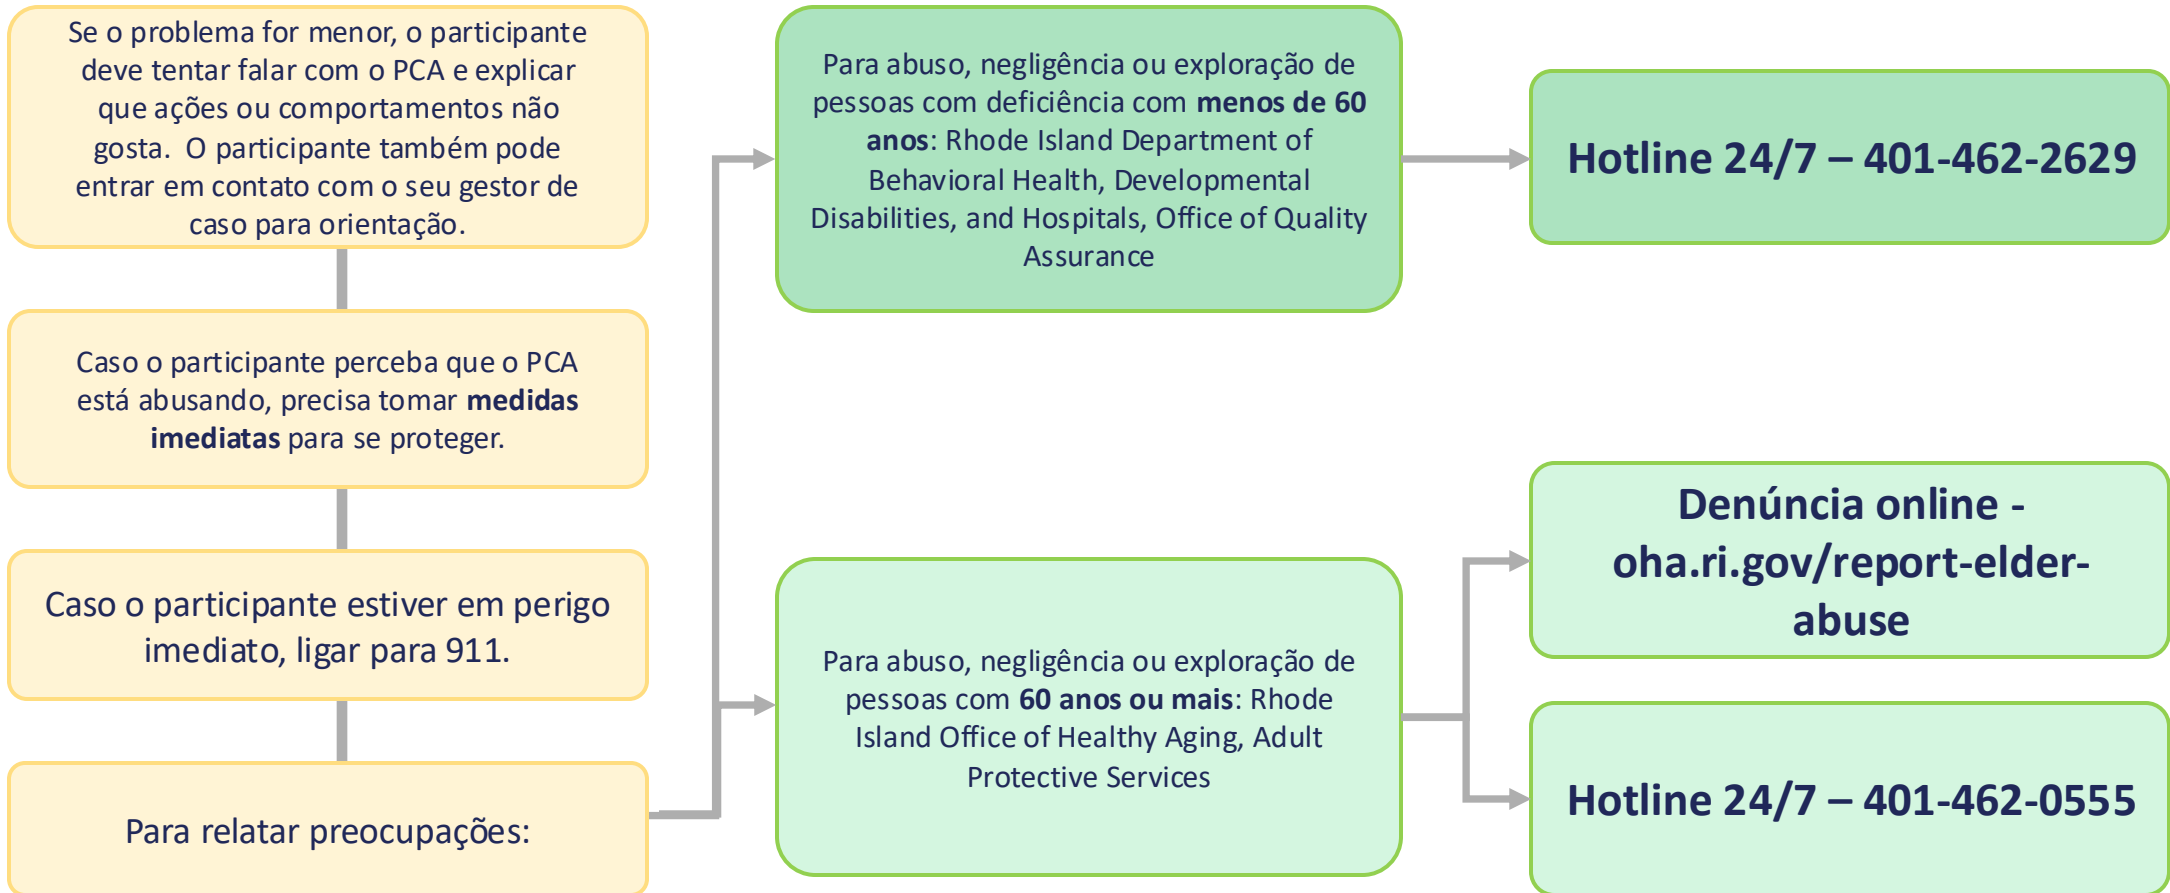 Se o problema for menor, o participante
deve tentar falar com o PCA e explicar
que ações ou comportamentos não
gosta. O participante também pode
entrar em contato com o seu gestor de
caso para orientação.
Caso o participante perceba que o PCA
está abusando, precisa tomar medidas
imediatas para se proteger.
Caso o participante estiver em perigo
imediato, ligar para 911.
Para relatar preocupações:
Para abuso, negligência ou exploração de
pessoas com deficiência com menos de 60
anos: Rhode Island Department of
Behavioral Health, Developmental
Disabilities, and Hospitals, Office of Quality
Assurance
Hotline 24/7 – 401-462-2629
Para abuso, negligência ou exploração de
pessoas com 60 anos ou mais: Rhode
Island Office of Healthy Aging, Adult
Protective Services
Denúncia online -
oha.ri.gov/report-elder-
abuse
Hotline 24/7 – 401-462-0555